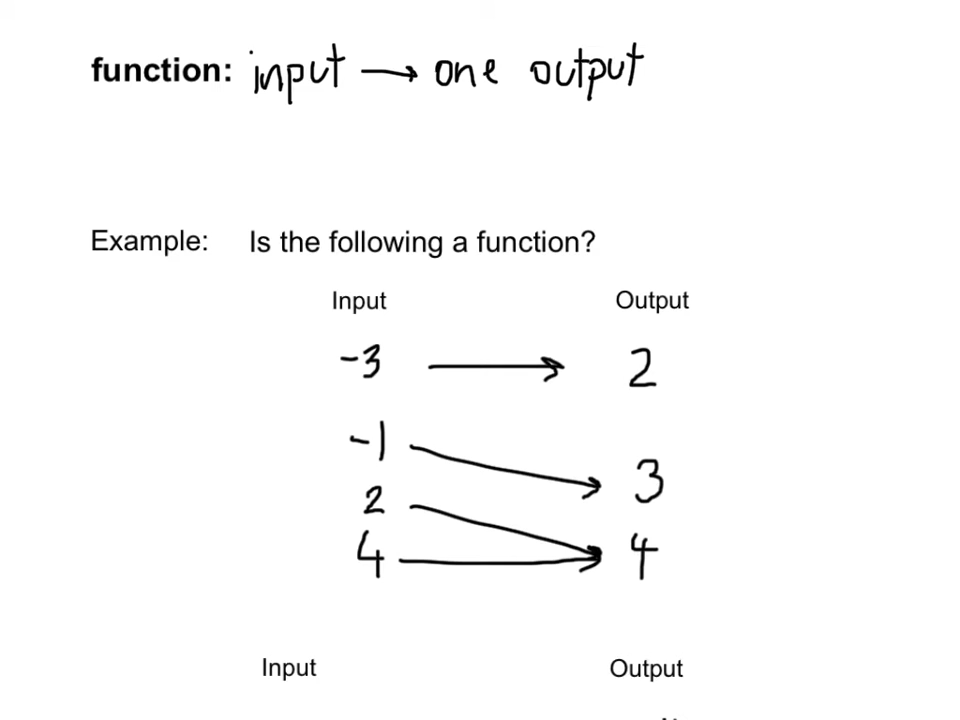 function: input → one output
Example: Is the following a function?
Input Output
-3 → 2
-1 → 3
2 → 4
4 → 4
Input Output